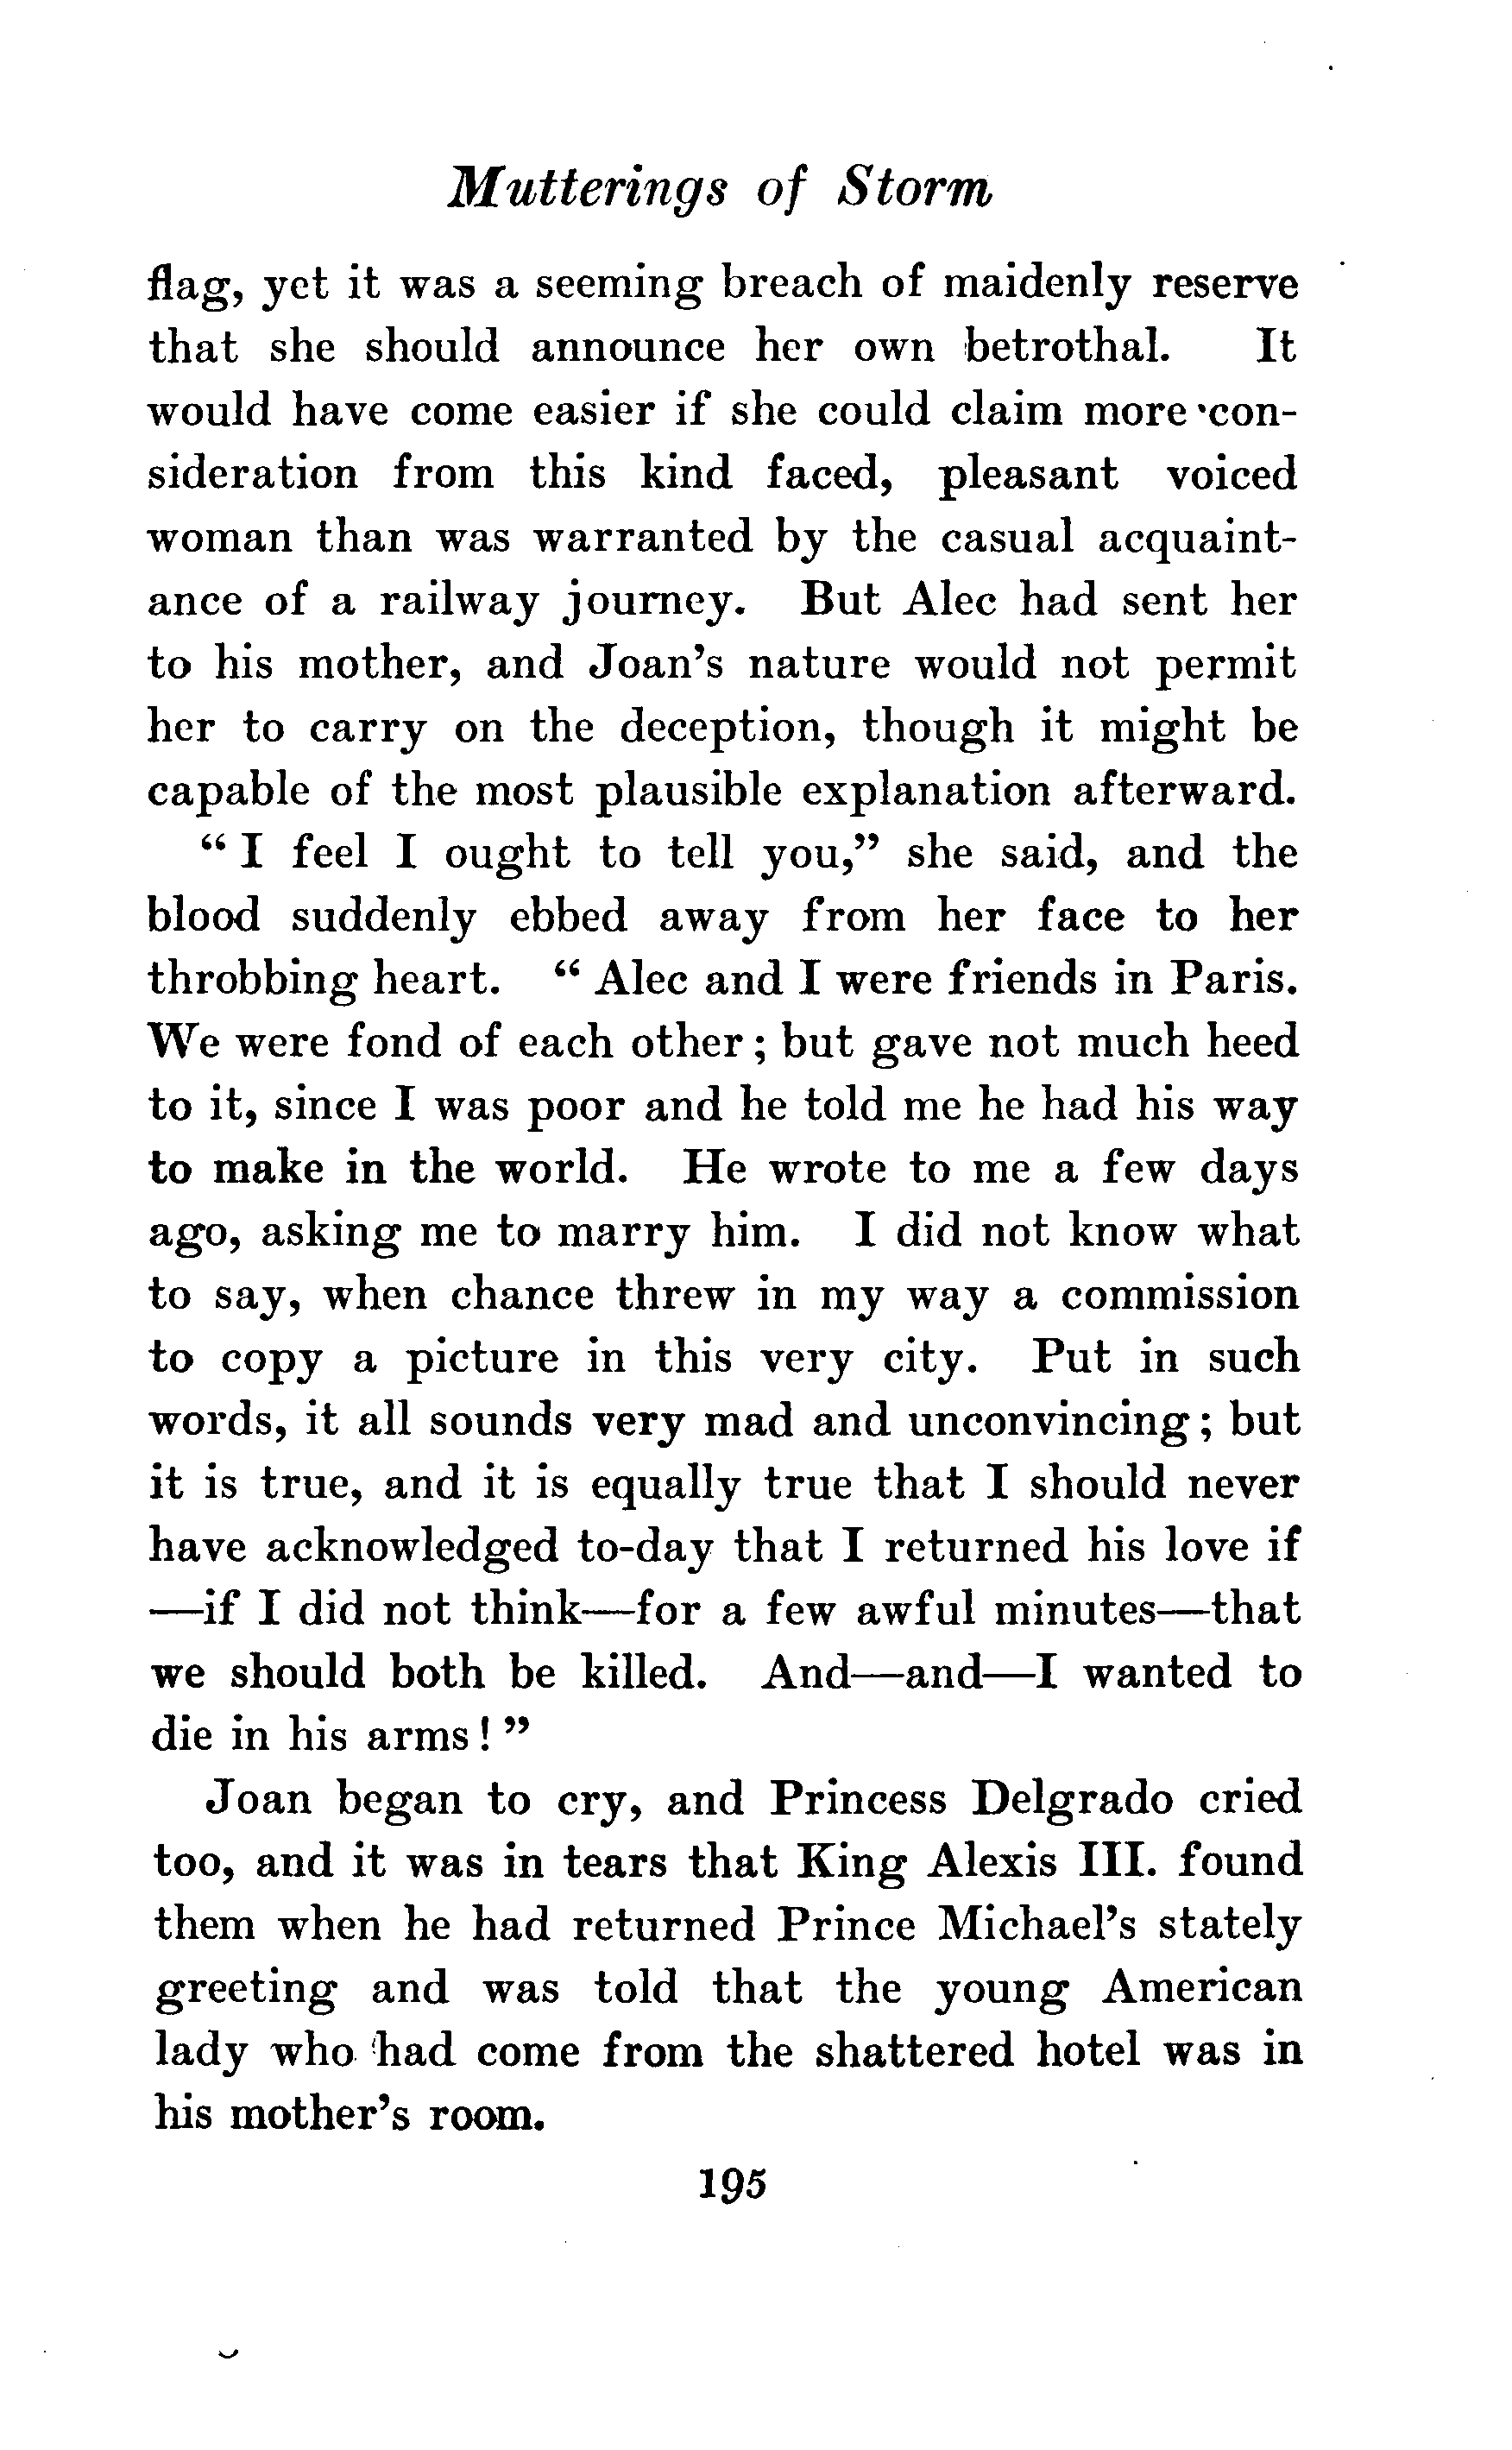 Mutterings of Storm
flag, yet it was a seeming breach of maidenly reserve
that she should announce her own betrothal. It
would have come easier if she could claim more con-
sideration from this kind faced, pleasant voiced
woman than was warranted by the casual acquaint-
ance of a railway journey. But Alec had sent her
to his mother, and Joan's nature would not permit
her to carry on the deception, though it might be
capable of the most plausible explanation afterward.
"I feel I ought to tell you," she said, and the
blood suddenly ebbed away from her face to her
throbbing heart. "Alec and I were friends in Paris.
We were fond of each other; but gave not much heed
to it, since I was poor and he told me he had his way
to make in the world. He wrote to me a few days
ago, asking me to marry him. I did not know what
to say, when chance threw in my way a commission
to copy a picture in this very city. Put in such
words, it all sounds very mad and unconvincing; but
it is true, and it is equally true that I should never
have acknowledged to-day that I returned his love if
—if I did not think—for a few awful minutes—that
we should both be killed. And—and—I wanted to
die in his arms!"
Joan began to cry, and Princess Delgrado cried
too, and it was in tears that King Alexis III. found
them when he had returned Prince Michael's stately
greeting and was told that the young American
lady who had come from the shattered hotel was in
his mother's room.
195